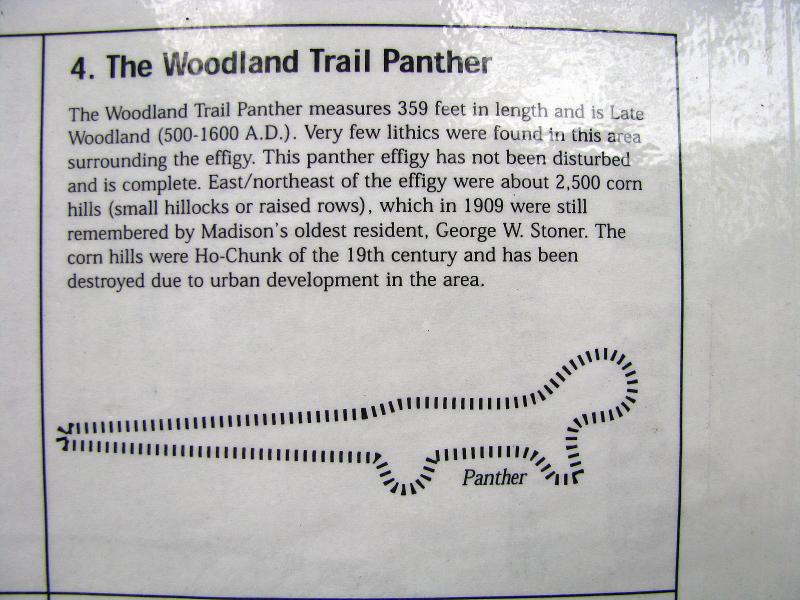 4. The Woodland Trail Panther
The Woodland Trail Panther measures 359 feet in length and is Late
Woodland (500-1600 A.D.). Very few lithics were found in this area
surrounding the effigy. This panther effigy has not been disturbed
and is complete. East/northeast of the effigy were about 2,500 corn
hills (small hillocks or raised rows), which in 1909 were still
remembered by Madison's oldest resident, George W. Stoner. The
corn hills were Ho-Chunk of the 19th century and has been
destroyed due to urban development in the area.
Panther